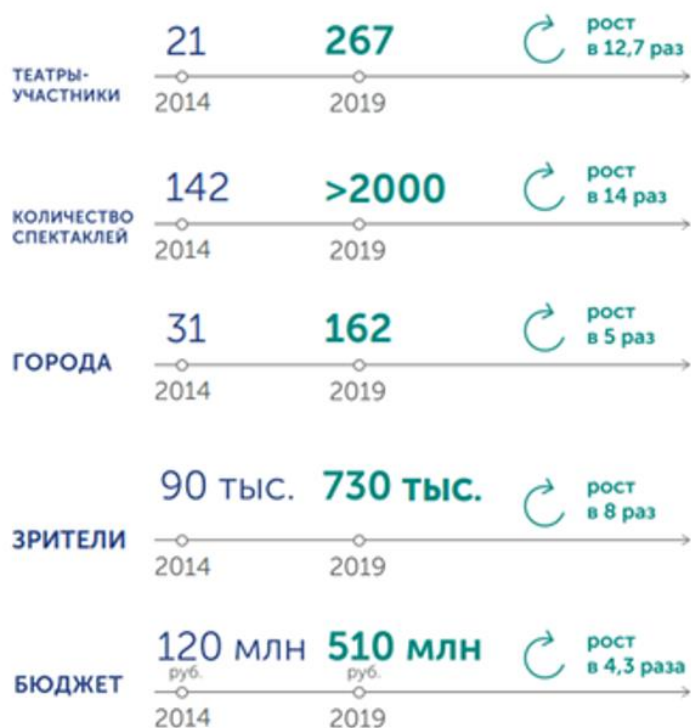 21
267
рост
в 12,7 раз
ТЕАТРЫ-
УЧАСТНИКИ
2014
2019
142
>2000
рост
в 14 раз
КОЛИЧЕСТВО
СПЕКТАКЛЕЙ
2014
2019
31
162
рост
в 5 раз
ГОРОДА
2014
2019
90 тыс.
730 тыс.
рост
в 8 раз
ЗРИТЕЛИ
2014
2019
120 млн
руб.
510 млн
руб.
рост
в 4,3 раза
БЮДЖЕТ
2014
2019